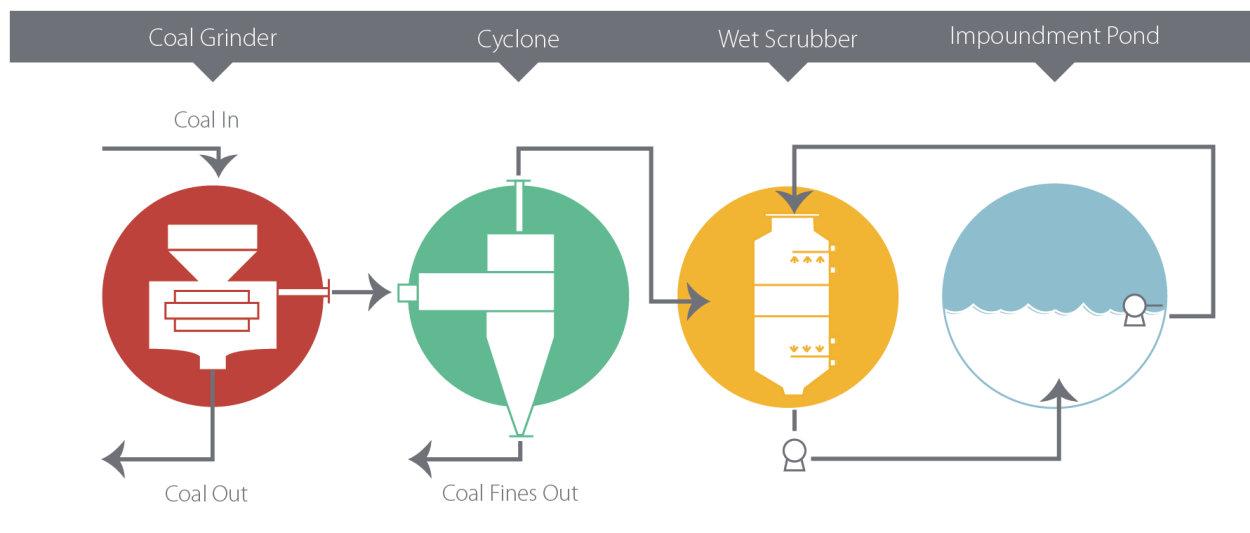 Coal Grinder
Cyclone
Wet Scrubber
Impoundment Pond
Coal In
Coal Out
Coal Fines Out